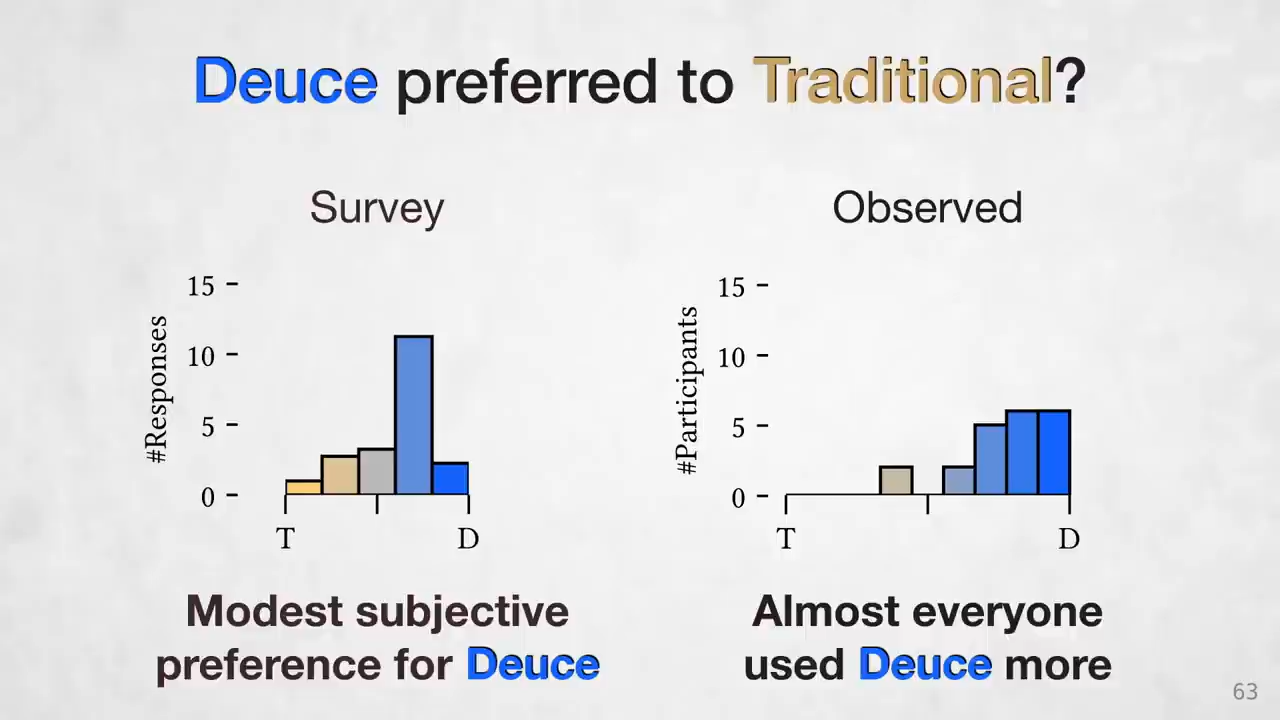 Deuce preferred to Traditional?
Survey
15
10
5
0
#Responses
T
D
Modest subjective
preference for Deuce
Observed
15
10
5
0
#Participants
T
D
Almost everyone
used Deuce more
63